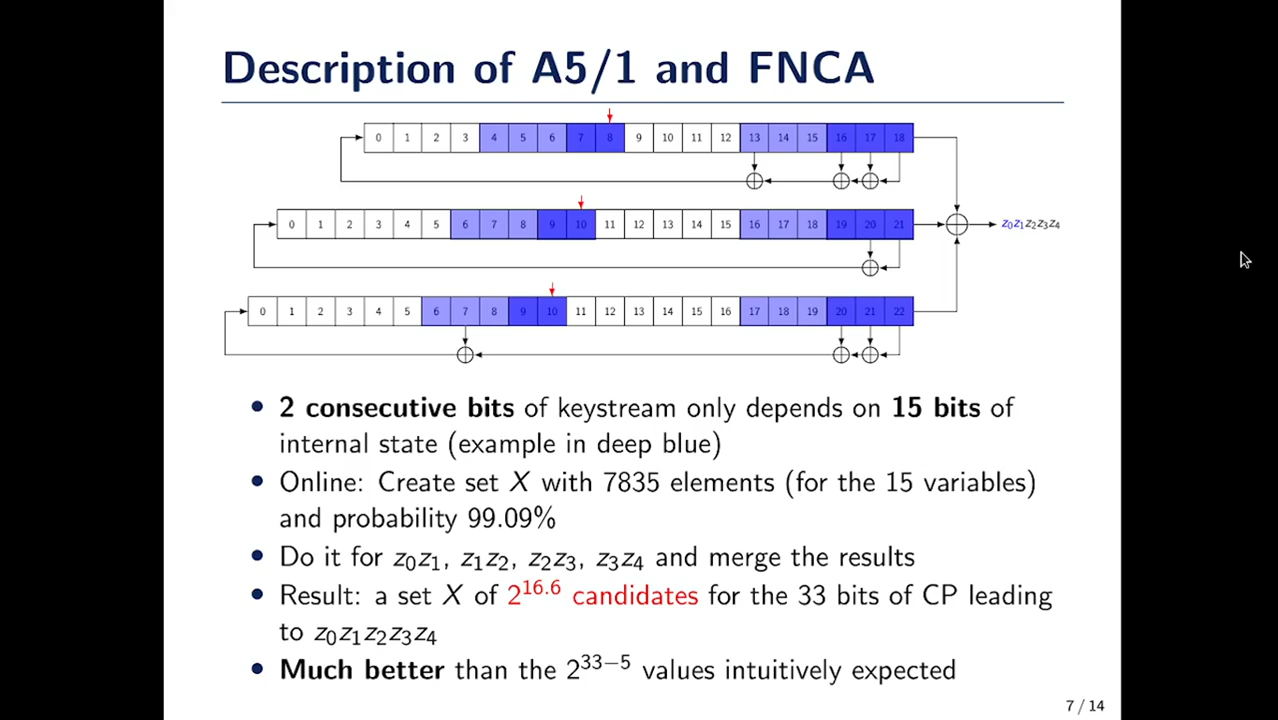 Description of A5/1 and FNCA
0 1 2 3 4 5 6 7 8 9 10 11 12 13 14 15 16 17 18
0 1 2 3 4 5 6 7 8 9 10 11 12 13 14 15 16 17 18 19 20 21
z₀z₁z₂z₃z₄
0 1 2 3 4 5 6 7 8 9 10 11 12 13 14 15 16 17 18 19 20 21 22
• 2 consecutive bits of keystream only depends on 15 bits of
internal state (example in deep blue)
• Online: Create set X with 7835 elements (for the 15 variables)
and probability 99.09%
• Do it for z₀z₁, z₁z₂, z₂z₃, z₃z₄ and merge the results
• Result: a set X of 2^16.6 candidates for the 33 bits of CP leading
to z₀z₁z₂z₃z₄
• Much better than the 2^33−5 values intuitively expected
7 / 14